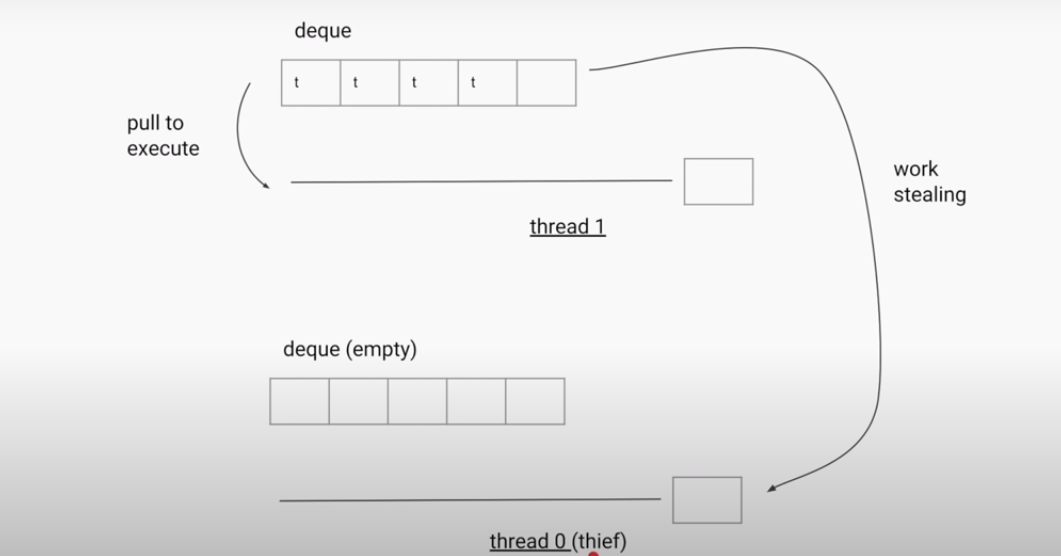 deque
t t t t
pull to
execute
work
stealing
thread 1
deque (empty)
thread 0 (thief)